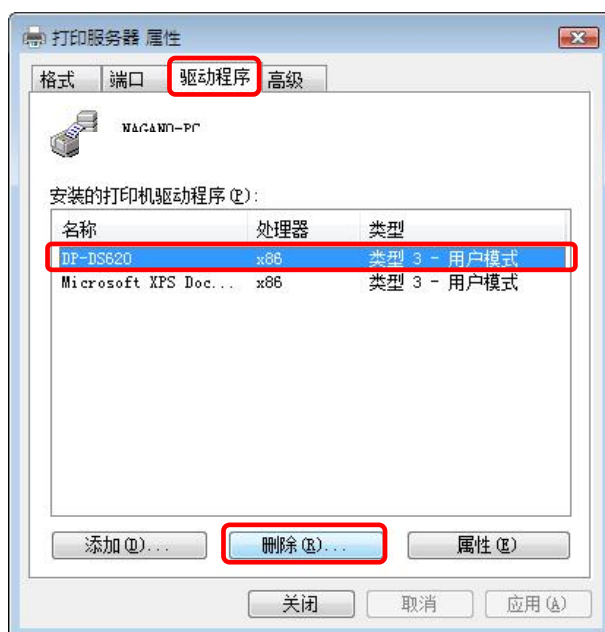 打印服务器 属性
格式 端口 驱动程序 高级
NAGANO-PC
安装的打印机驱动程序(P):
名称 处理器 类型
DP-DS620 x86 类型 3 - 用户模式
Microsoft XPS Doc... x86 类型 3 - 用户模式
添加(D)... 删除(R)... 属性(E)
关闭 取消 应用(A)